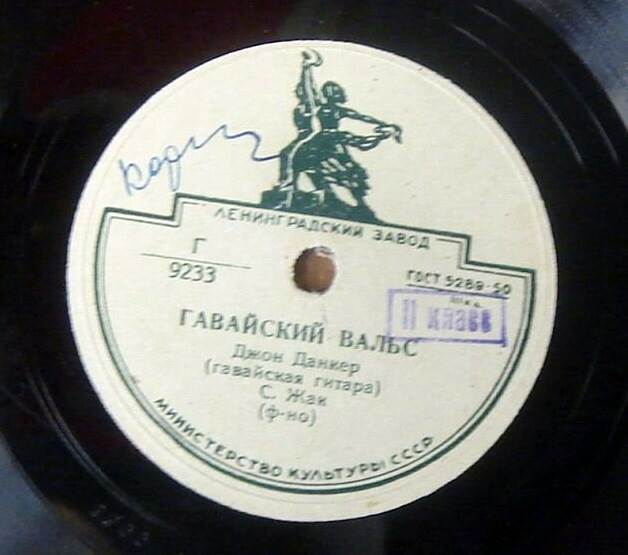 ЛЕНИНГРАДСКИЙ ЗАВОД
Г
9233
ГОСТ 5289-50
II класс
ГАВАЙСКИЙ ВАЛЬС
Джон Данкер
(гавайская гитара)
С. Жак
(ф-но)
МИНИСТЕРСТВО КУЛЬТУРЫ СССР